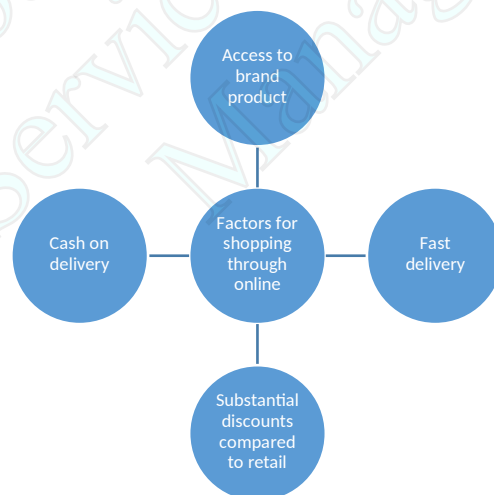 Access to
brand
product
Cash on
delivery
Factors for
shopping
through
online
Fast
delivery
Substantial
discounts
compared
to retail